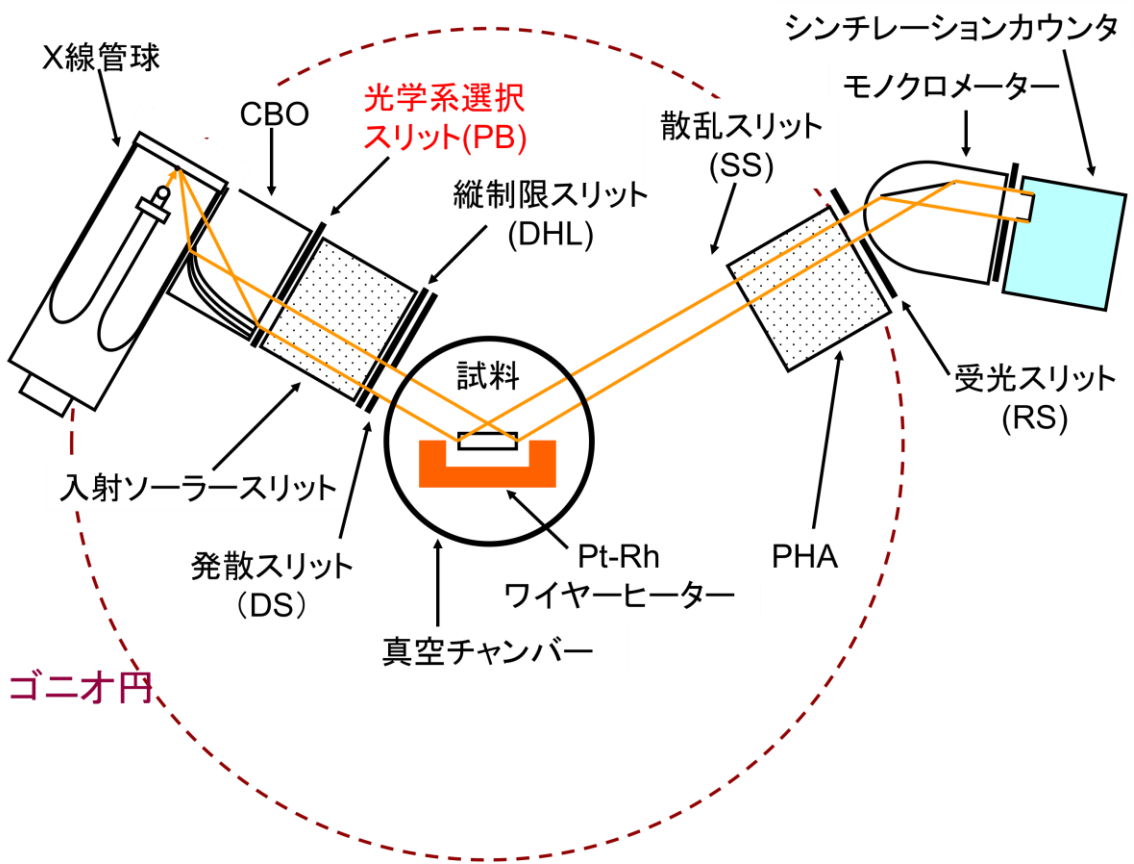 シンチレーションカウンタ
X線管球
モノクロメーター
光学系選択
スリット(PB)
CBO
散乱スリット
(SS)
縦制限スリット
(DHL)
試料
受光スリット
(RS)
入射ソーラースリット
発散スリット
(DS)
Pt-Rh
ワイヤーヒーター
PHA
真空チャンバー
ゴニオ円